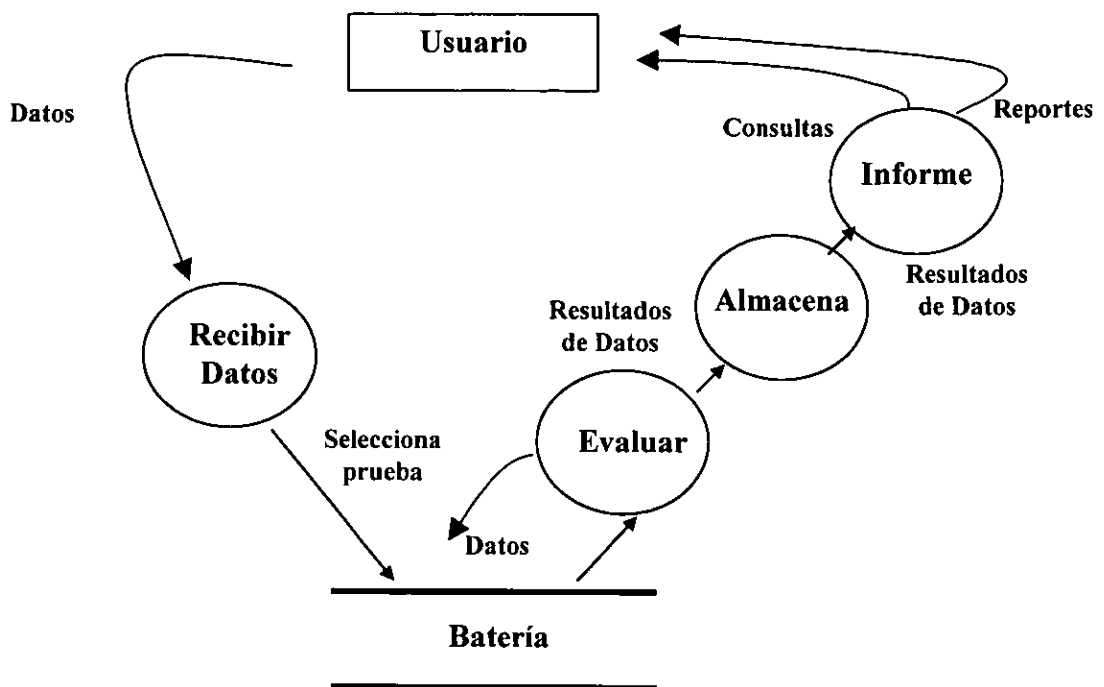 Usuario
Datos
Consultas
Reportes
Informe
Resultados
de Datos
Almacena
Resultados
de Datos
Recibir
Datos
Evaluar
Selecciona
prueba
Datos
Batería